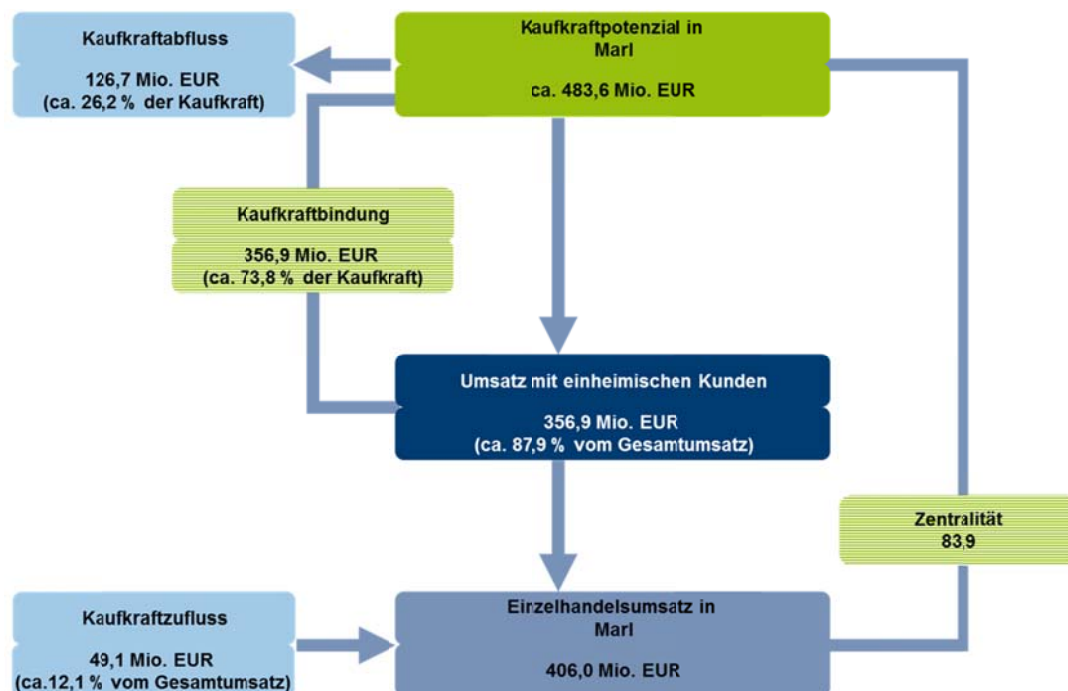 Kaufkraftabfluss
126,7 Mio. EUR
(ca. 26,2 % der Kaufkraft)
Kaufkraftpotenzial in
Marl
ca. 483,6 Mio. EUR
Kaufkraftbindung
356,9 Mio. EUR
(ca. 73,8 % der Kaufkraft)
Umsatz mit einheimischen Kunden
356,9 Mio. EUR
(ca. 87,9 % vom Gesamtumsatz)
Zentralität
83,9
Kaufkraftzufluss
49,1 Mio. EUR
(ca.12,1 % vom Gesamtumsatz)
Einzelhandelsumsatz in
Marl
406,0 Mio. EUR